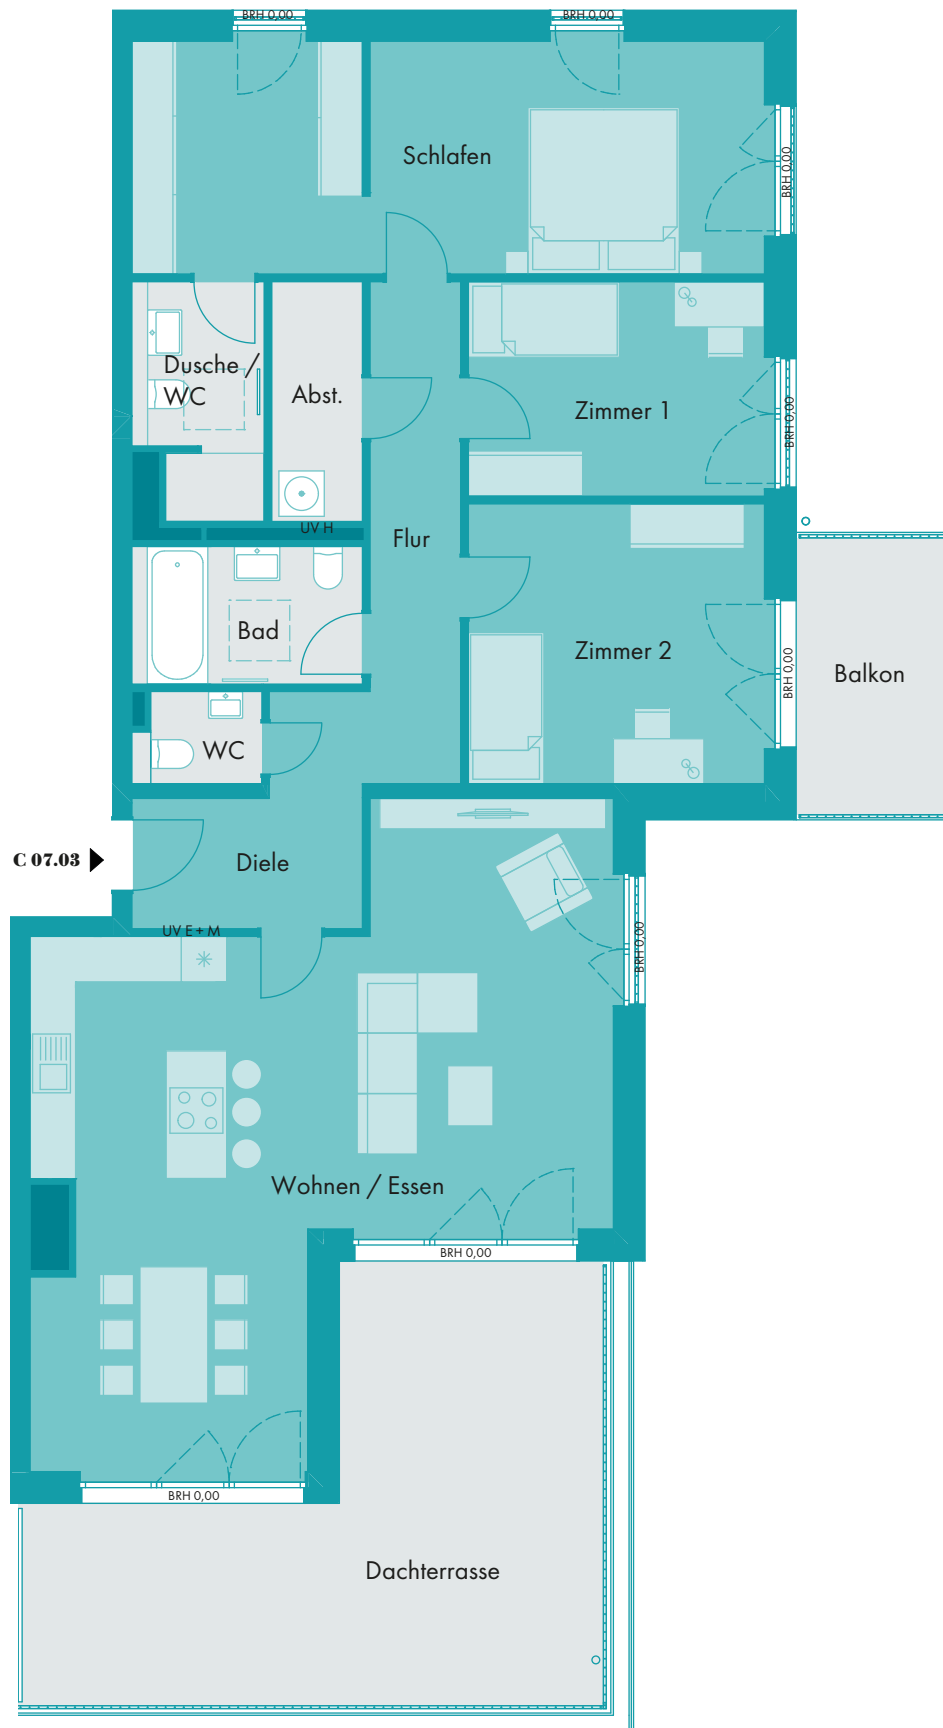 BRH 0,00
BRH 0,00
Schlafen
BRH 0,00
Dusche /
WC
Abst.
Zimmer 1
BRH 0,00
UV H
Flur
Bad
Zimmer 2
BRH 0,00
Balkon
WC
C 07.03
Diele
UV E + M
BRH 0,00
Wohnen / Essen
BRH 0,00
BRH 0,00
Dachterrasse